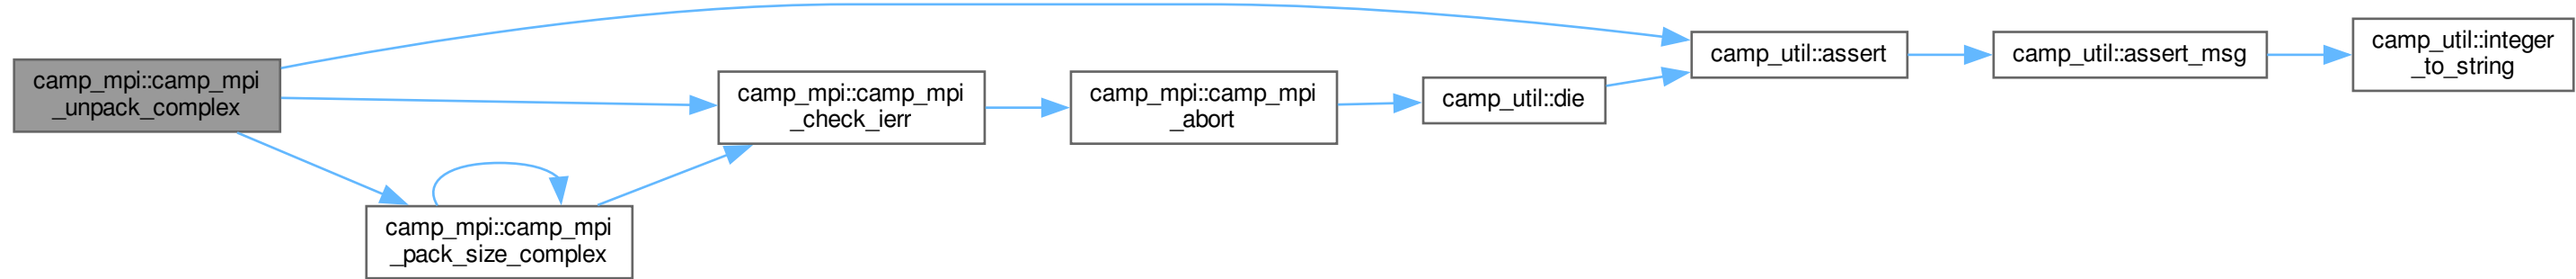 camp_mpi::camp_mpi
_unpack_complex
camp_mpi::camp_mpi
_pack_size_complex
camp_mpi::camp_mpi
_check_ierr
camp_mpi::camp_mpi
_abort
camp_util::die
camp_util::assert
camp_util::assert_msg
camp_util::integer
_to_string